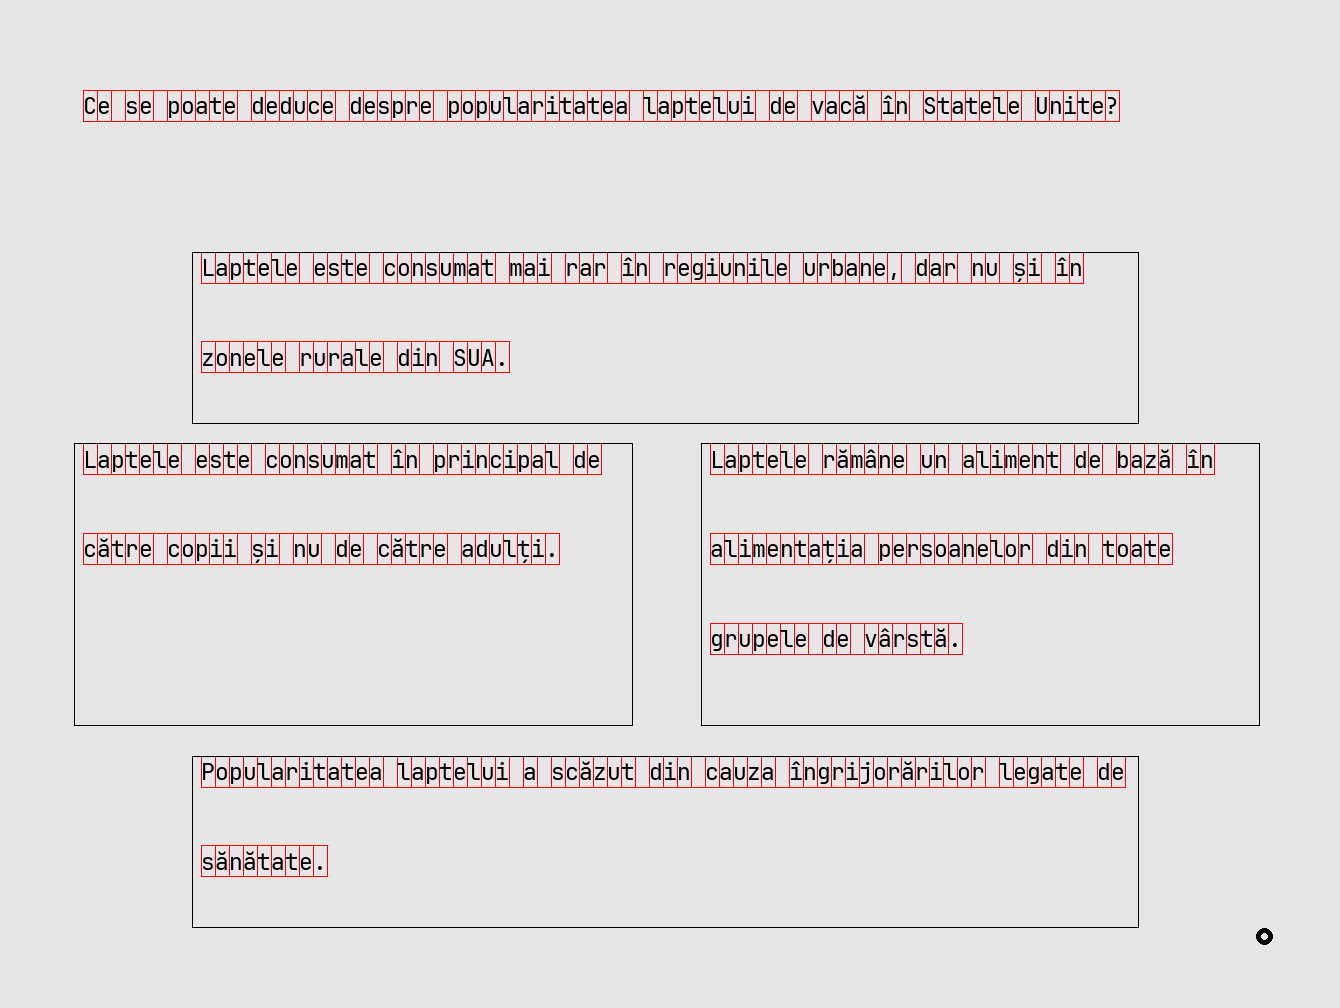 Ce se poate deduce despre popularitatea laptelui de vacă în Statele Unite?
Laptele este consumat mai rar în regiunile urbane, dar nu și în
zonele rurale din SUA.
Laptele este consumat în principal de
către copii și nu de către adulți.
Laptele rămâne un aliment de bază în
alimentația persoanelor din toate
grupele de vârstă.
Popularitatea laptelui a scăzut din cauza îngrijorărilor legate de
sănătate.